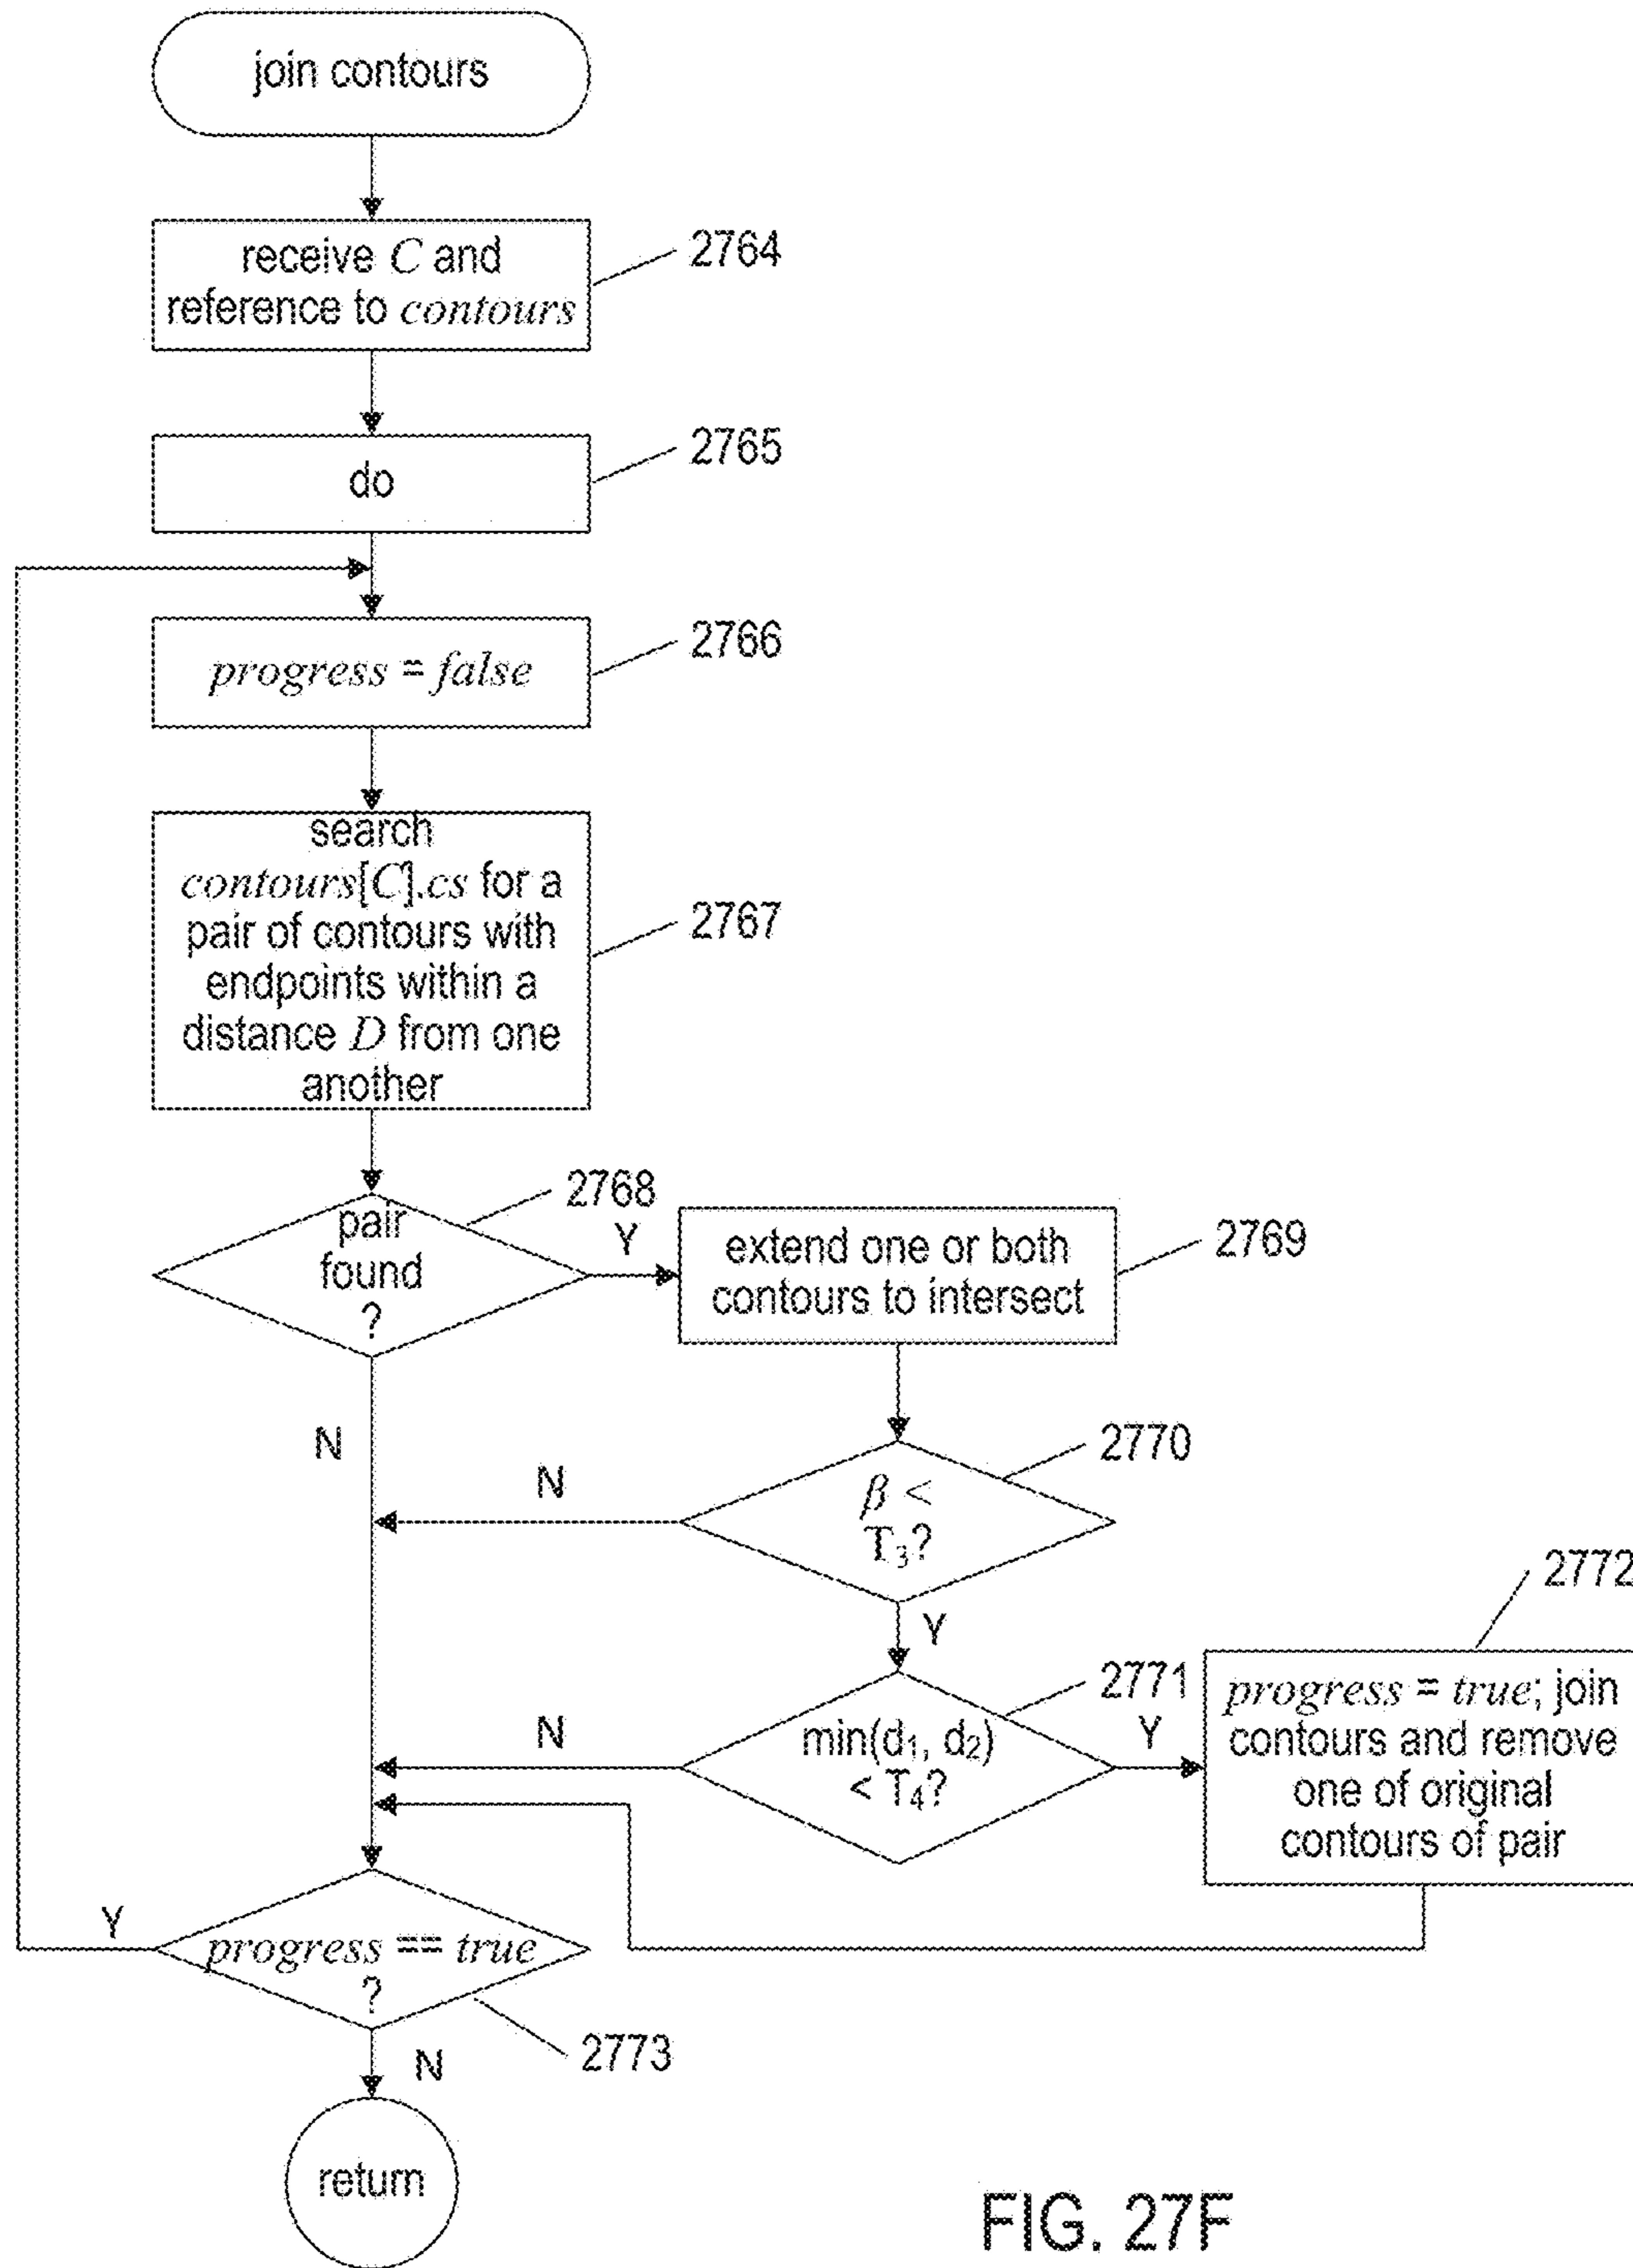 join contours
receive C and
reference to contours
2764
do
2765
progress = false
2766
search
contours[C].cs for a
pair of contours with
endpoints within a
distance D from one
another
2767
pair
found
?
2768
Y
extend one or both
contours to intersect
2769
N
β <
T₃?
2770
N
Y
min(d₁, d₂)
< T₄?
2771
N
Y
progress = true; join
contours and remove
one of original
contours of pair
2772
progress == true
?
2773
Y
N
return
FIG. 27F